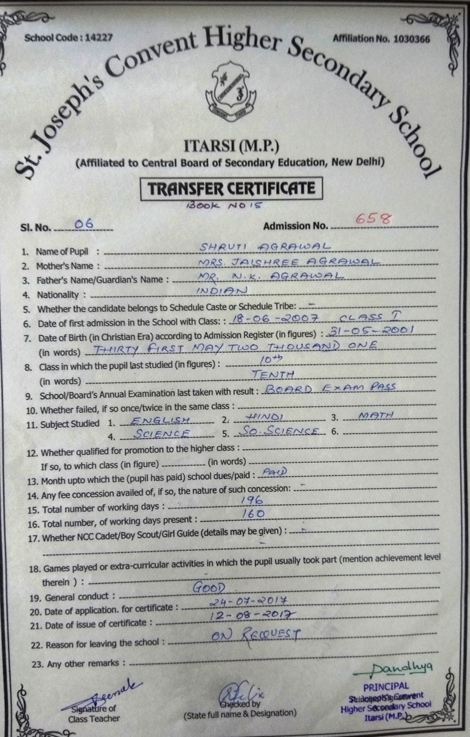 School Code : 14227
Affiliation No. 1030366
St. Joseph's Convent Higher Secondary School
ITARSI (M.P.)
(Affiliated to Central Board of Secondary Education, New Delhi)
TRANSFER CERTIFICATE
BOOK NO 15
Sl. No. 06 Admission No. 658
1. Name of Pupil : SHRUTI AGRAWAL
2. Mother's Name : MRS. JAISHREE AGRAWAL
3. Father's Name/Guardian's Name : MR. N.K. AGRAWAL
4. Nationality : INDIAN
5. Whether the candidate belongs to Schedule Caste or Schedule Tribe: –
6. Date of first admission in the School with Class: : 18-06-2007 CLASS I
7. Date of Birth (in Christian Era) according to Admission Register (in figures) : 31-05-2001
(in words) THIRTY FIRST MAY TWO THOUSAND ONE
8. Class in which the pupil last studied (in figures) : 10th
(in words) TENTH
9. School/Board's Annual Examination last taken with result : BOARD EXAM PASS
10. Whether failed, if so once/twice in the same class :
11. Subject Studied 1. ENGLISH 2. HINDI 3. MATH
4. SCIENCE 5. SO. SCIENCE 6.
12. Whether qualified for promotion to the higher class :
If so, to which class (in figure) (in words)
13. Month upto which the (pupil has paid) school dues/paid : PAID
14. Any fee concession availed of, if so, the nature of such concession: -
15. Total number of working days : 196
16. Total number, of working days present : 160
17. Whether NCC Cadet/Boy Scout/Girl Guide (details may be given) : -
18. Games played or extra-curricular activities in which the pupil usually took part (mention achievement level
therein ) :
19. General conduct : GOOD
20. Date of application, for certificate : 24-07-2017
21. Date of issue of certificate : 12-08-2017
22. Reason for leaving the school : ON REQUEST
23. Any other remarks :
Signature of
Class Teacher
Checked by
(State full name & Designation)
PRINCIPAL
St. Joseph's Convent
Higher Secondary School
Itarsi (M.P.)